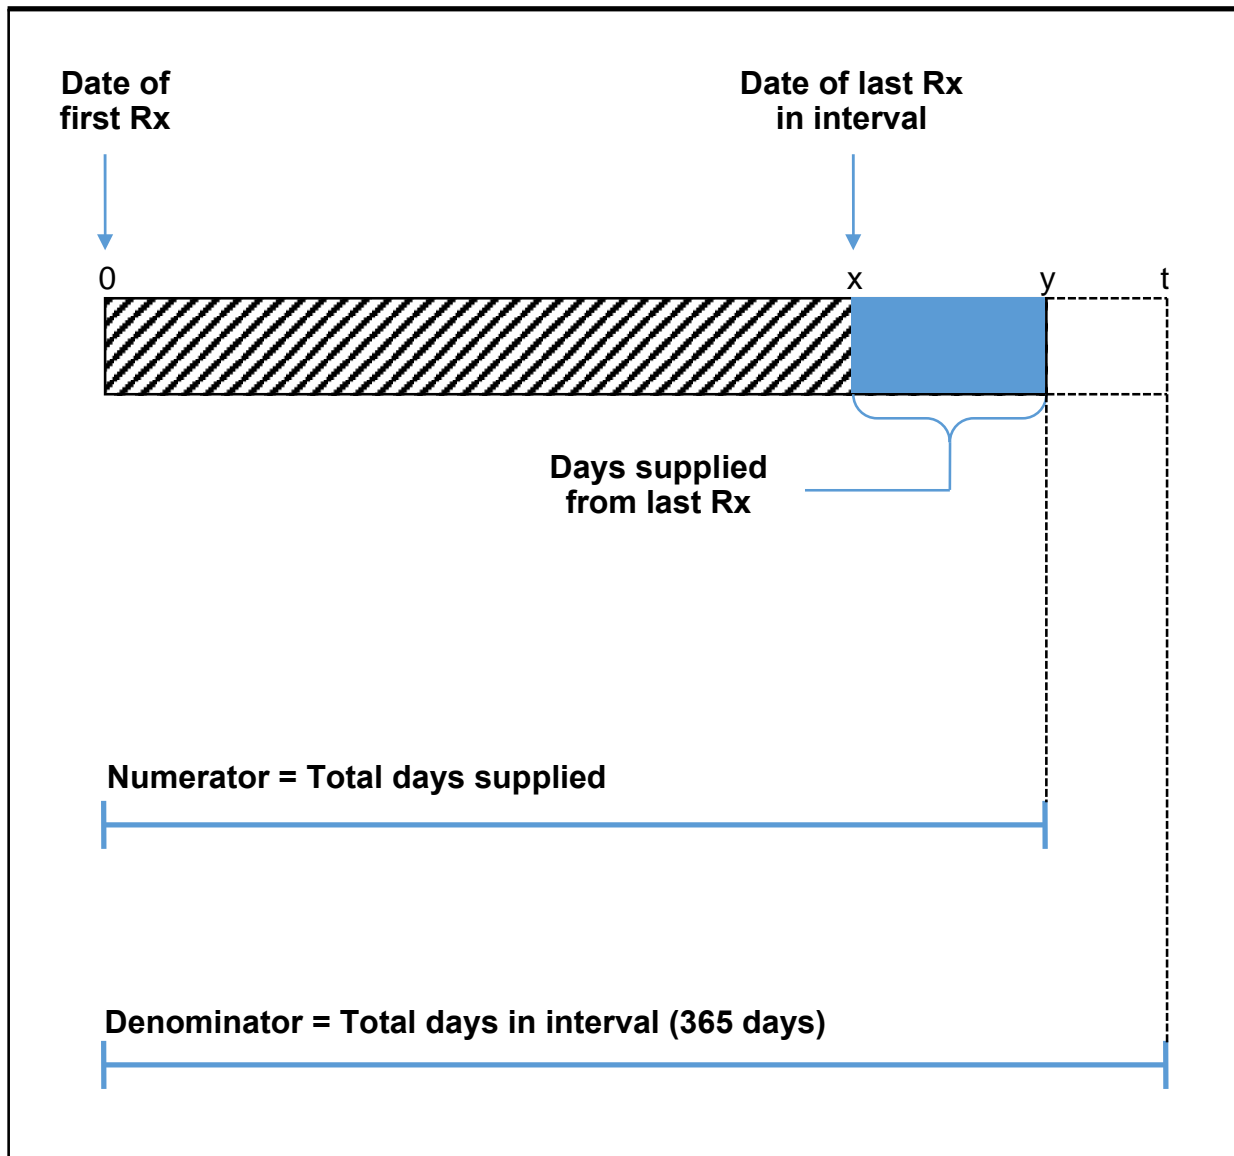 Date of
first Rx
Date of last Rx
in interval
0
x
y
t
Days supplied
from last Rx
Numerator = Total days supplied
Denominator = Total days in interval (365 days)